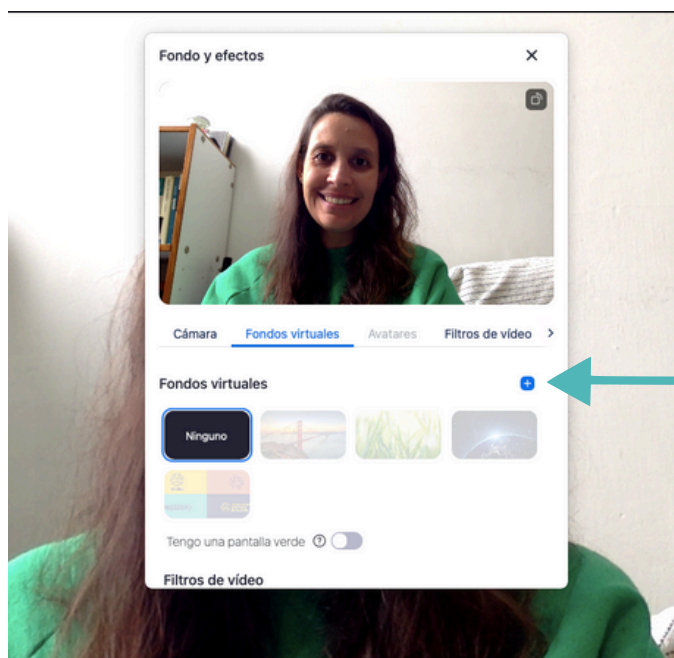 Fondo y efectos
Cámara Fondos virtuales Avatares Filtros de vídeo
Fondos virtuales
Ninguno
Tengo una pantalla verde
Filtros de vídeo